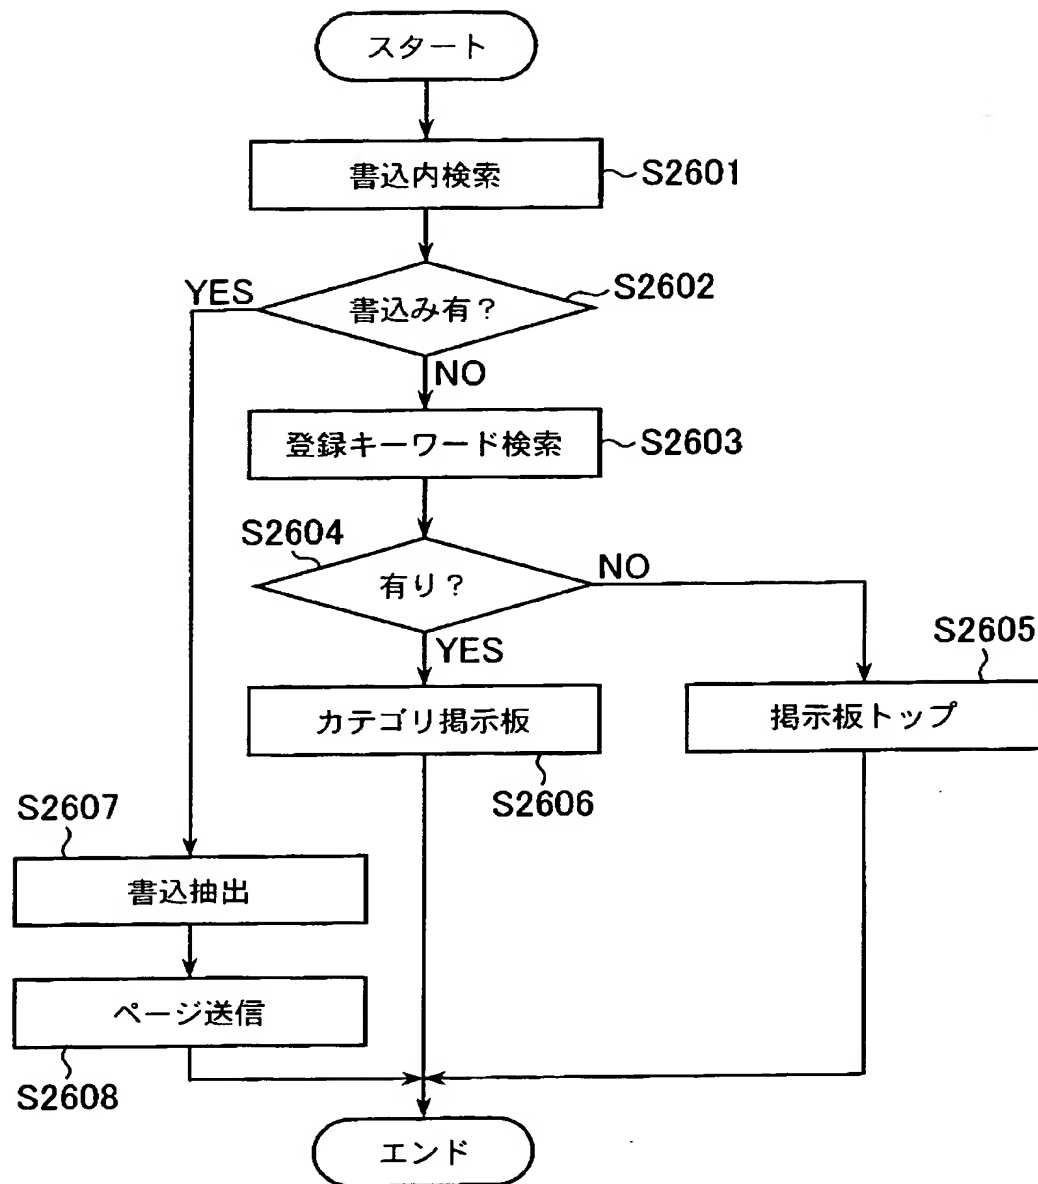 スタート
書込内検索
S2601
書込み有？
S2602
YES
NO
登録キーワード検索
S2603
S2604
有り？
NO
YES
S2605
カテゴリ掲示板
掲示板トップ
S2606
S2607
書込抽出
ページ送信
S2608
エンド